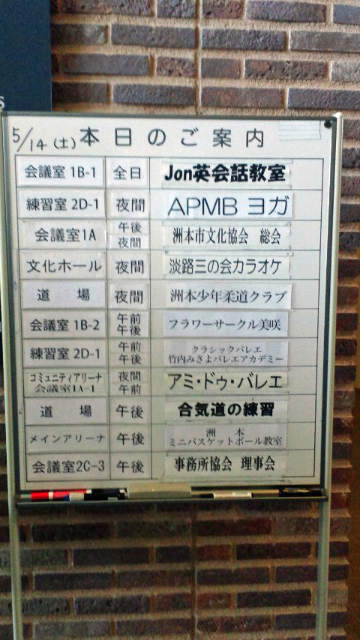 5/14(土) 本日のご案内
会議室 1B-1 全日 Jon英会話教室
練習室 2D-1 夜間 APMB ヨガ
会議室 1A 午後 夜間 洲本市文化協会 総会
文化ホール 夜間 淡路三の会カラオケ
道場 夜間 洲本少年柔道クラブ
会議室 1B-2 午前 午後 フラワーサークル美咲
練習室 2D-1 午前 午後 クラシックバレエ
竹内みさよバレエアカデミー
コミュニティアリーナ 夜間 アミ・ドゥ・バレエ
会議室1A-1 午前
道場 午後 合気道の練習
メインアリーナ 午後 洲本
ミニバスケットボール教室
会議室2C-3 午後 事務所協会 理事会